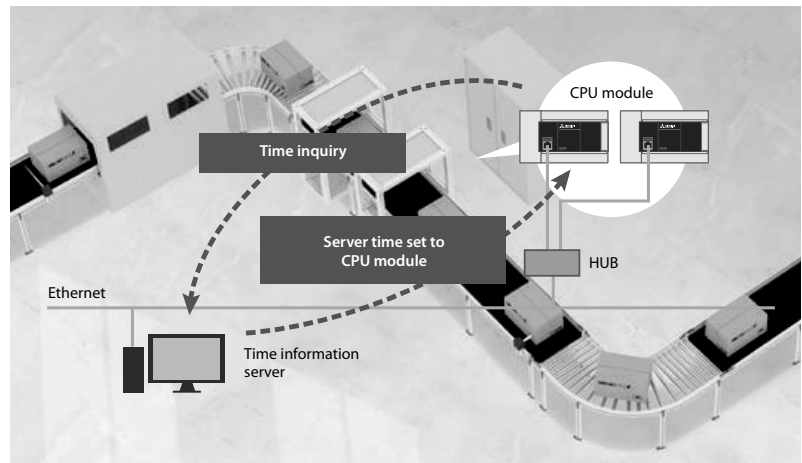 CPU module
Time inquiry
Server time set to
CPU module
HUB
Ethernet
Time information
server